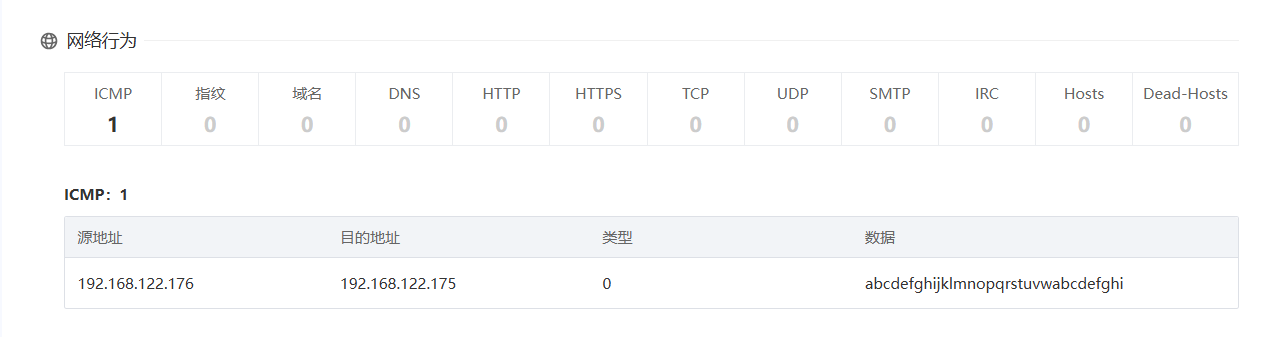 网络行为
ICMP 指纹 域名 DNS HTTP HTTPS TCP UDP SMTP IRC Hosts Dead-Hosts
1 0 0 0 0 0 0 0 0 0 0 0
ICMP：1
源地址 目的地址 类型 数据
192.168.122.176 192.168.122.175 0 abcdefghijklmnopqrstuvwabcdefghi